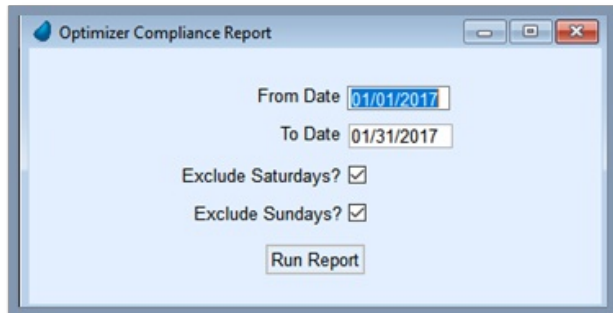 Optimizer Compliance Report
From Date 01/01/2017
To Date 01/31/2017
Exclude Saturdays?
Exclude Sundays?
Run Report